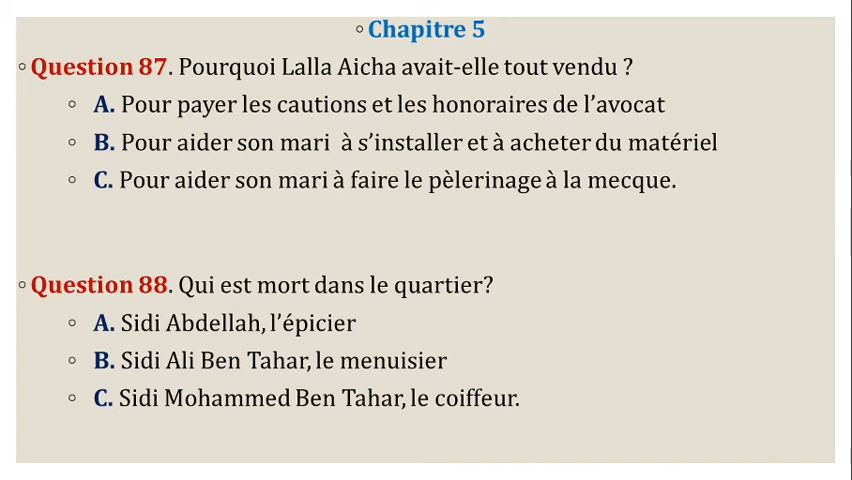 ◦ Chapitre 5
◦ Question 87. Pourquoi Lalla Aicha avait-elle tout vendu ?
◦ A. Pour payer les cautions et les honoraires de l’avocat
◦ B. Pour aider son mari à s’installer et à acheter du matériel
◦ C. Pour aider son mari à faire le pèlerinage à la mecque.
◦ Question 88. Qui est mort dans le quartier?
◦ A. Sidi Abdellah, l’épicier
◦ B. Sidi Ali Ben Tahar, le menuisier
◦ C. Sidi Mohammed Ben Tahar, le coiffeur.